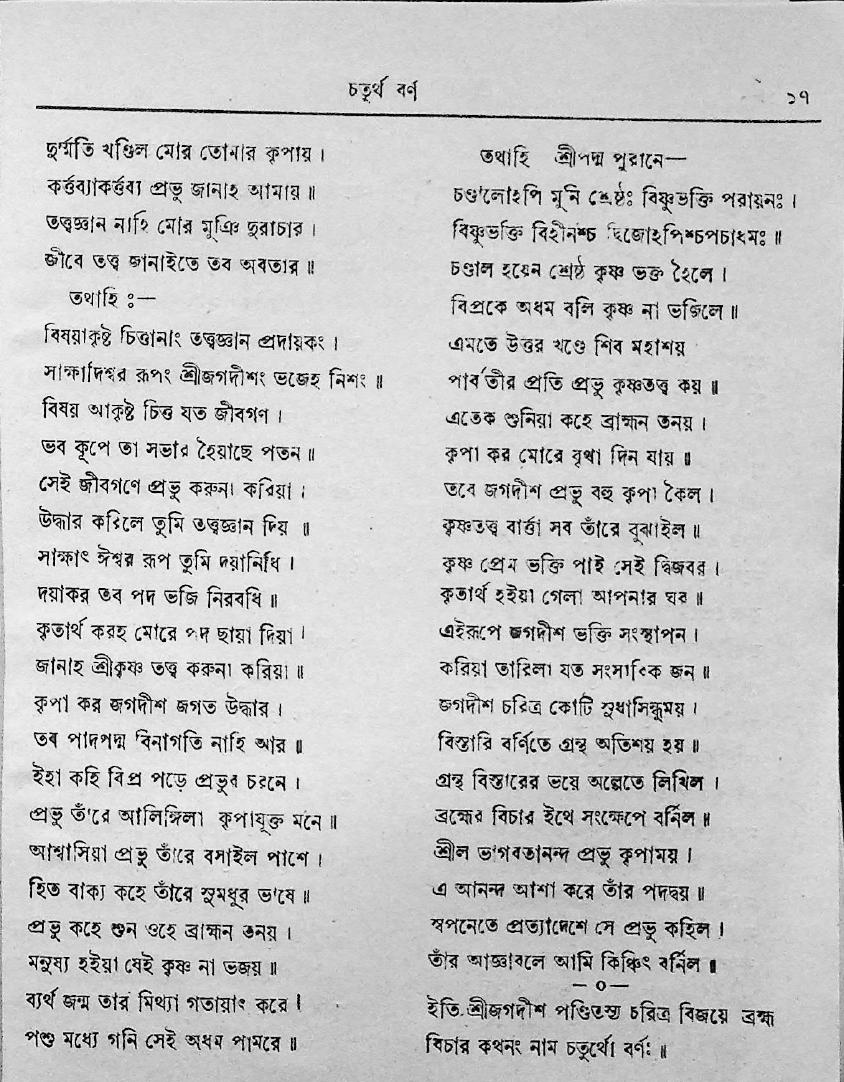 চতুর্থ বর্ণ
১৭
দুর্ম্মতি খণ্ডিল মোর তোমার কৃপায় ।
কর্ত্তব্যাকর্ত্তব্য প্রভু জানাহ আমায় ॥
তত্ত্বজ্ঞান নাহি মোর মুঞি দুরাচার ।
জীবে তত্ত্ব জানাইতে তব অবতার ॥
তথাহি ঃ—
বিষয়াকৃষ্ট চিত্তানাং তত্ত্বজ্ঞান প্রদায়কং ।
সাক্ষাদিশ্বর রূপং শ্রীজগদীশং ভজেহ নিশং ॥
বিষয় আকৃষ্ট চিত্ত যত জীবগণ ।
ভব কূপে তা সভার হৈয়াছে পতন ॥
সেই জীবগণে প্রভু করুনা করিয়া ।
উদ্ধার করিলে তুমি তত্ত্বজ্ঞান দিয় ॥
সাক্ষাৎ ঈশ্বর রূপ তুমি দয়ানিধি ।
দয়াকর তব পদ ভজি নিরবধি ॥
কৃতার্থ করহ মোরে পদ ছায়া দিয়া ।
জানাহ শ্রীকৃষ্ণ তত্ত্ব করুনা করিয়া ॥
কৃপা কর জগদীশ জগত উদ্ধার ।
তব পাদপদ্ম বিনাগতি নাহি আর ॥
ইহা কহি বিপ্র পড়ে প্রভুব চরনে ।
প্রভু তাঁরে আলিঙ্গিলা কৃপাযুক্ত মনে ॥
আশ্বাসিয়া প্রভু তাঁরে বসাইল পাশে ।
হিত বাক্য কহে তাঁরে সুমধুর ভাষে ॥
প্রভু কহে শুন ওহে ব্রাহ্মন তনয় ।
মনুষ্য হইয়া যেই কৃষ্ণ না ভজয় ॥
ব্যর্থ জন্ম তার মিথ্যা গতায়াং করে ।
পশু মধ্যে গনি সেই অধম পামরে ॥
তথাহি শ্রীপদ্ম পুরানে—
চণ্ডালোহপি মুনি শ্রেষ্ঠঃ বিষ্ণুভক্তি পরায়নঃ ।
বিষ্ণুভক্তি বিহীনশ্চ দ্বিজোহপিশ্চপচাধমঃ ॥
চণ্ডাল হয়েন শ্রেষ্ঠ কৃষ্ণ ভক্ত হৈলে ।
বিপ্রকে অধম বলি কৃষ্ণ না ভজিলে ॥
এমতে উত্তর খণ্ডে শিব মহাশয়
পার্বতীর প্রতি প্রভু কৃষ্ণতত্ত্ব কয় ॥
এতেক শুনিয়া কহে ব্রাহ্মন তনয় ।
কৃপা কর মোরে বৃথা দিন যায় ॥
তবে জগদীশ প্রভু বহু কৃপা কৈল ।
কৃষ্ণতত্ত্ব বার্ত্তা সব তাঁরে বুঝাইল ॥
কৃষ্ণ প্রেম ভক্তি পাই সেই দ্বিজবর ।
কৃতার্থ হইয়া গেলা আপনার ঘর ॥
এইরূপে জগদীশ ভক্তি সংস্থাপন ।
করিয়া তারিলা যত সংসারিক জন ॥
জগদীশ চরিত্র কোটি সুধাসিন্ধুময় ।
বিস্তারি বর্ণিতে গ্রন্থ অতিশয় হয় ॥
গ্রন্থ বিস্তারের ভয়ে অল্পেতে লিখিল ।
ব্রহ্মের বিচার ইথে সংক্ষেপে বর্নিল ॥
শ্রীল ভাগবতানন্দ প্রভু কৃপাময় ।
এ আনন্দ আশা করে তাঁর পদদ্বয় ॥
স্বপনেতে প্রত্যাদেশে সে প্রভু কহিল ।
তাঁর আজ্ঞাবলে আমি কিঞ্চিৎ বর্নিল ॥
—০—
ইতি শ্রীজগদীশ পণ্ডিতস্য চরিত্র বিজয়ে ব্রহ্ম
বিচার কথনং নাম চতুর্থো বর্ণঃ ॥